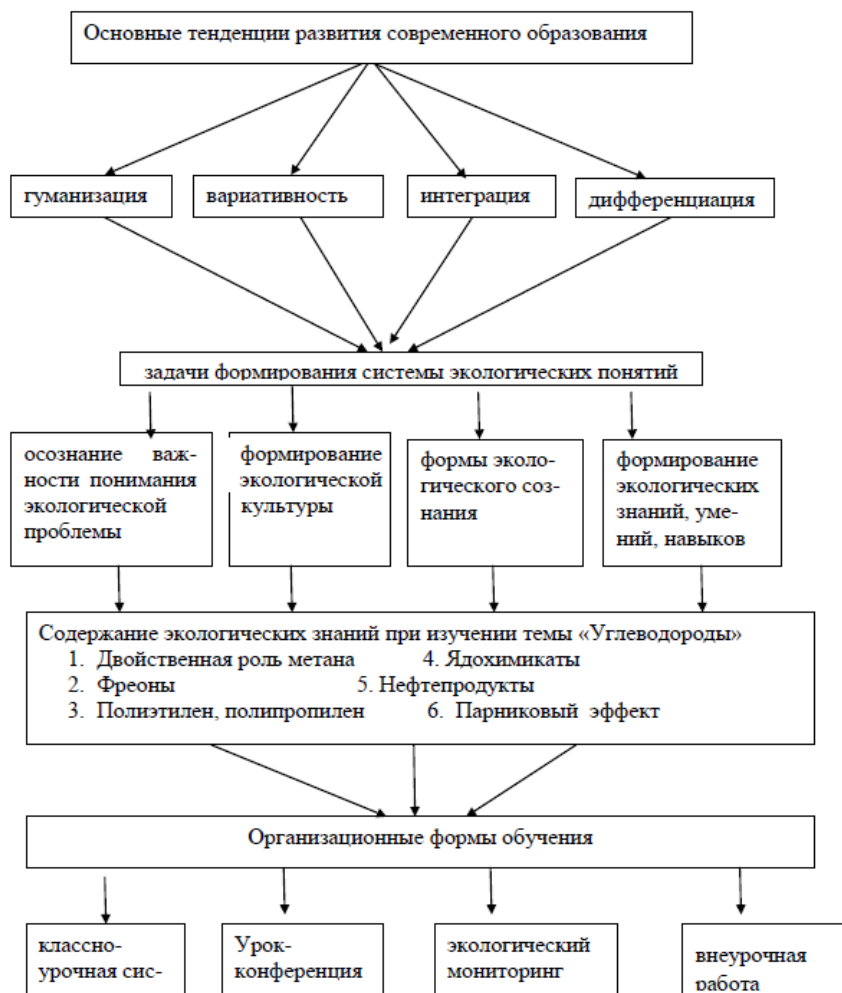 Основные тенденции развития современного образования
гуманизация
вариативность
интеграция
дифференциация
задачи формирования системы экологических понятий
осознание важ-
ности понимания
экологической
проблемы
формирование
экологической
культуры
формы эколо-
гического соз-
нания
формирование
экологических
знаний, уме-
ний, навыков
Содержание экологических знаний при изучении темы «Углеводороды»
1. Двойственная роль метана 4. Ядохимикаты
2. Фреоны 5. Нефтепродукты
3. Полиэтилен, полипропилен 6. Парниковый эффект
Организационные формы обучения
классно-
урочная сис-
Урок-
конференция
экологический
мониторинг
внеурочная
работа